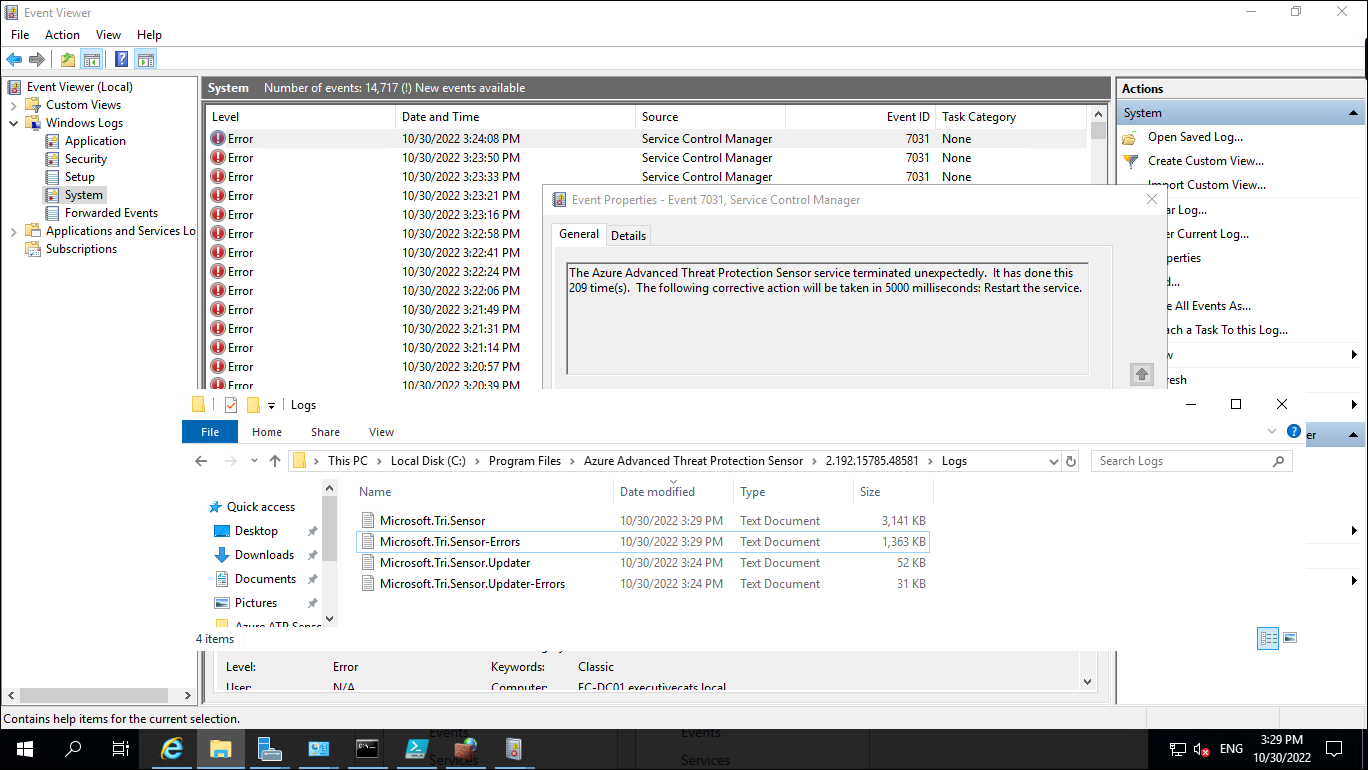 Event Viewer
File Action View Help
Event Viewer (Local)
Custom Views
Windows Logs
Application
Security
Setup
System
Forwarded Events
Applications and Services Lo
Subscriptions
System Number of events: 14,717 (!) New events available
Level Date and Time Source Event ID Task Category
Error 10/30/2022 3:24:08 PM Service Control Manager 7031 None
Error 10/30/2022 3:23:50 PM Service Control Manager 7031 None
Error 10/30/2022 3:23:33 PM Service Control Manager 7031 None
Error 10/30/2022 3:23:21 PM
Error 10/30/2022 3:23:16 PM
Error 10/30/2022 3:22:58 PM
Error 10/30/2022 3:22:41 PM
Error 10/30/2022 3:22:24 PM
Error 10/30/2022 3:22:06 PM
Error 10/30/2022 3:21:49 PM
Error 10/30/2022 3:21:31 PM
Error 10/30/2022 3:21:14 PM
Error 10/30/2022 3:20:57 PM
Error 10/30/2022 3:20:39 PM
Event Properties - Event 7031, Service Control Manager
General Details
The Azure Advanced Threat Protection Sensor service terminated unexpectedly. It has done this
209 time(s). The following corrective action will be taken in 5000 milliseconds: Restart the service.
Actions
System
Open Saved Log...
Create Custom View...
Import Custom View...
ar Log...
er Current Log...
perties
d...
e All Events As...
ach a Task To this Log...
w
resh
er
Logs
File Home Share View
This PC Local Disk (C:) Program Files Azure Advanced Threat Protection Sensor 2.192.15785.48581 Logs
Search Logs
Quick access
Desktop
Downloads
Documents
Pictures
Azure ATP Senso
Name Date modified Type Size
Microsoft.Tri.Sensor 10/30/2022 3:29 PM Text Document 3,141 KB
Microsoft.Tri.Sensor-Errors 10/30/2022 3:29 PM Text Document 1,363 KB
Microsoft.Tri.Sensor.Updater 10/30/2022 3:24 PM Text Document 52 KB
Microsoft.Tri.Sensor.Updater-Errors 10/30/2022 3:24 PM Text Document 31 KB
4 items
Level: Error Keywords: Classic
User: N/A Computer: EC-DC01.executivecats.local
Contains help items for the current selection.
Events Events
Services Services
ENG
3:29 PM
10/30/2022